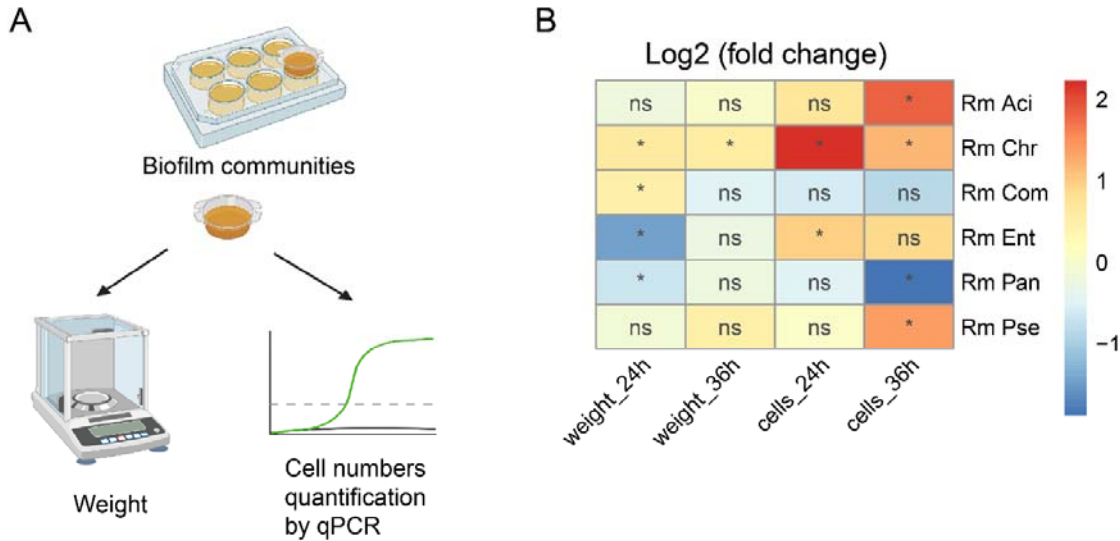 A
Biofilm communities
Weight
Cell numbers
quantification
by qPCR
B
Log2 (fold change)
ns ns ns * Rm Aci
* * * * Rm Chr
* ns ns ns Rm Com
* ns * ns Rm Ent
* ns ns * Rm Pan
ns ns ns * Rm Pse
weight_24h
weight_36h
cells_24h
cells_36h
2
1
0
−1